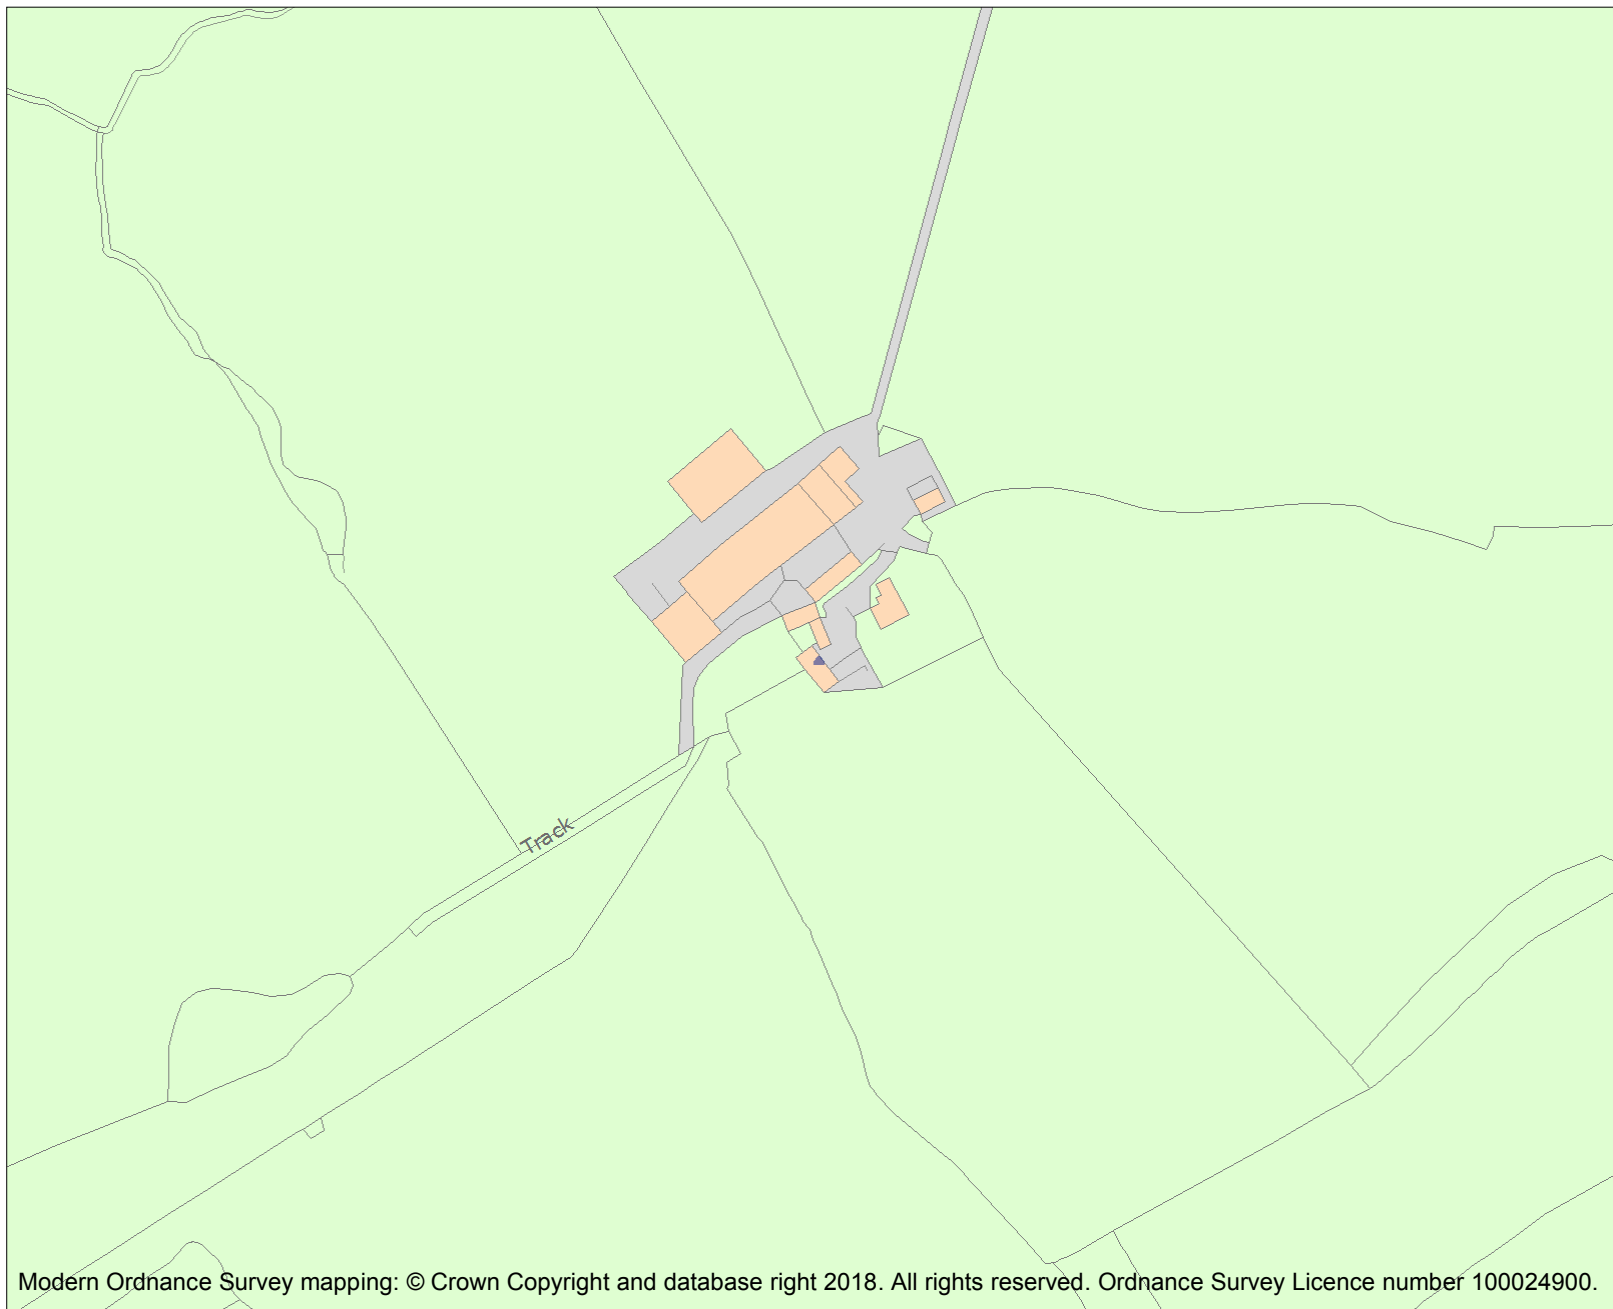 Track
Modern Ordnance Survey mapping: © Crown Copyright and database right 2018. All rights reserved. Ordnance Survey Licence number 100024900.